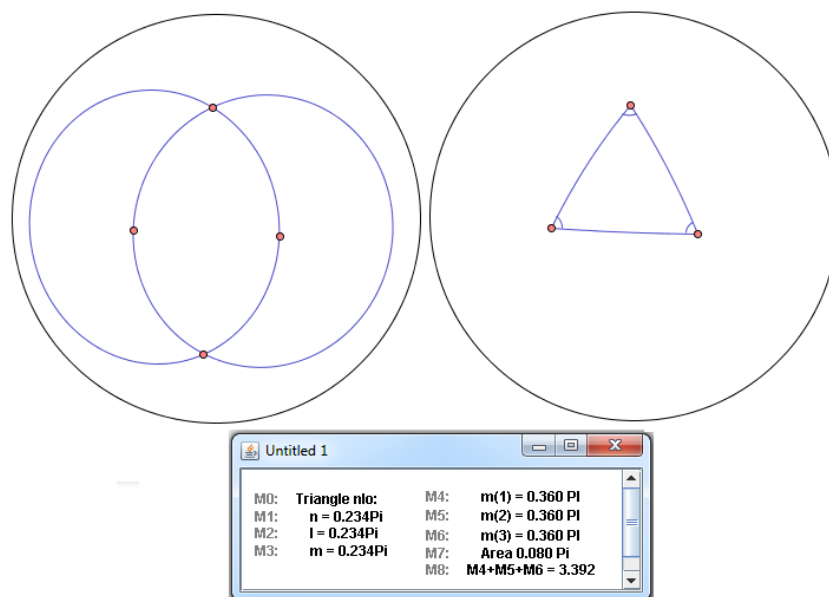 Untitled 1
M0: Triangle nlo:
M1: n = 0.234Pi
M2: l = 0.234Pi
M3: m = 0.234Pi
M4: m(1) = 0.360 PI
M5: m(2) = 0.360 PI
M6: m(3) = 0.360 PI
M7: Area 0.080 Pi
M8: M4+M5+M6 = 3.392